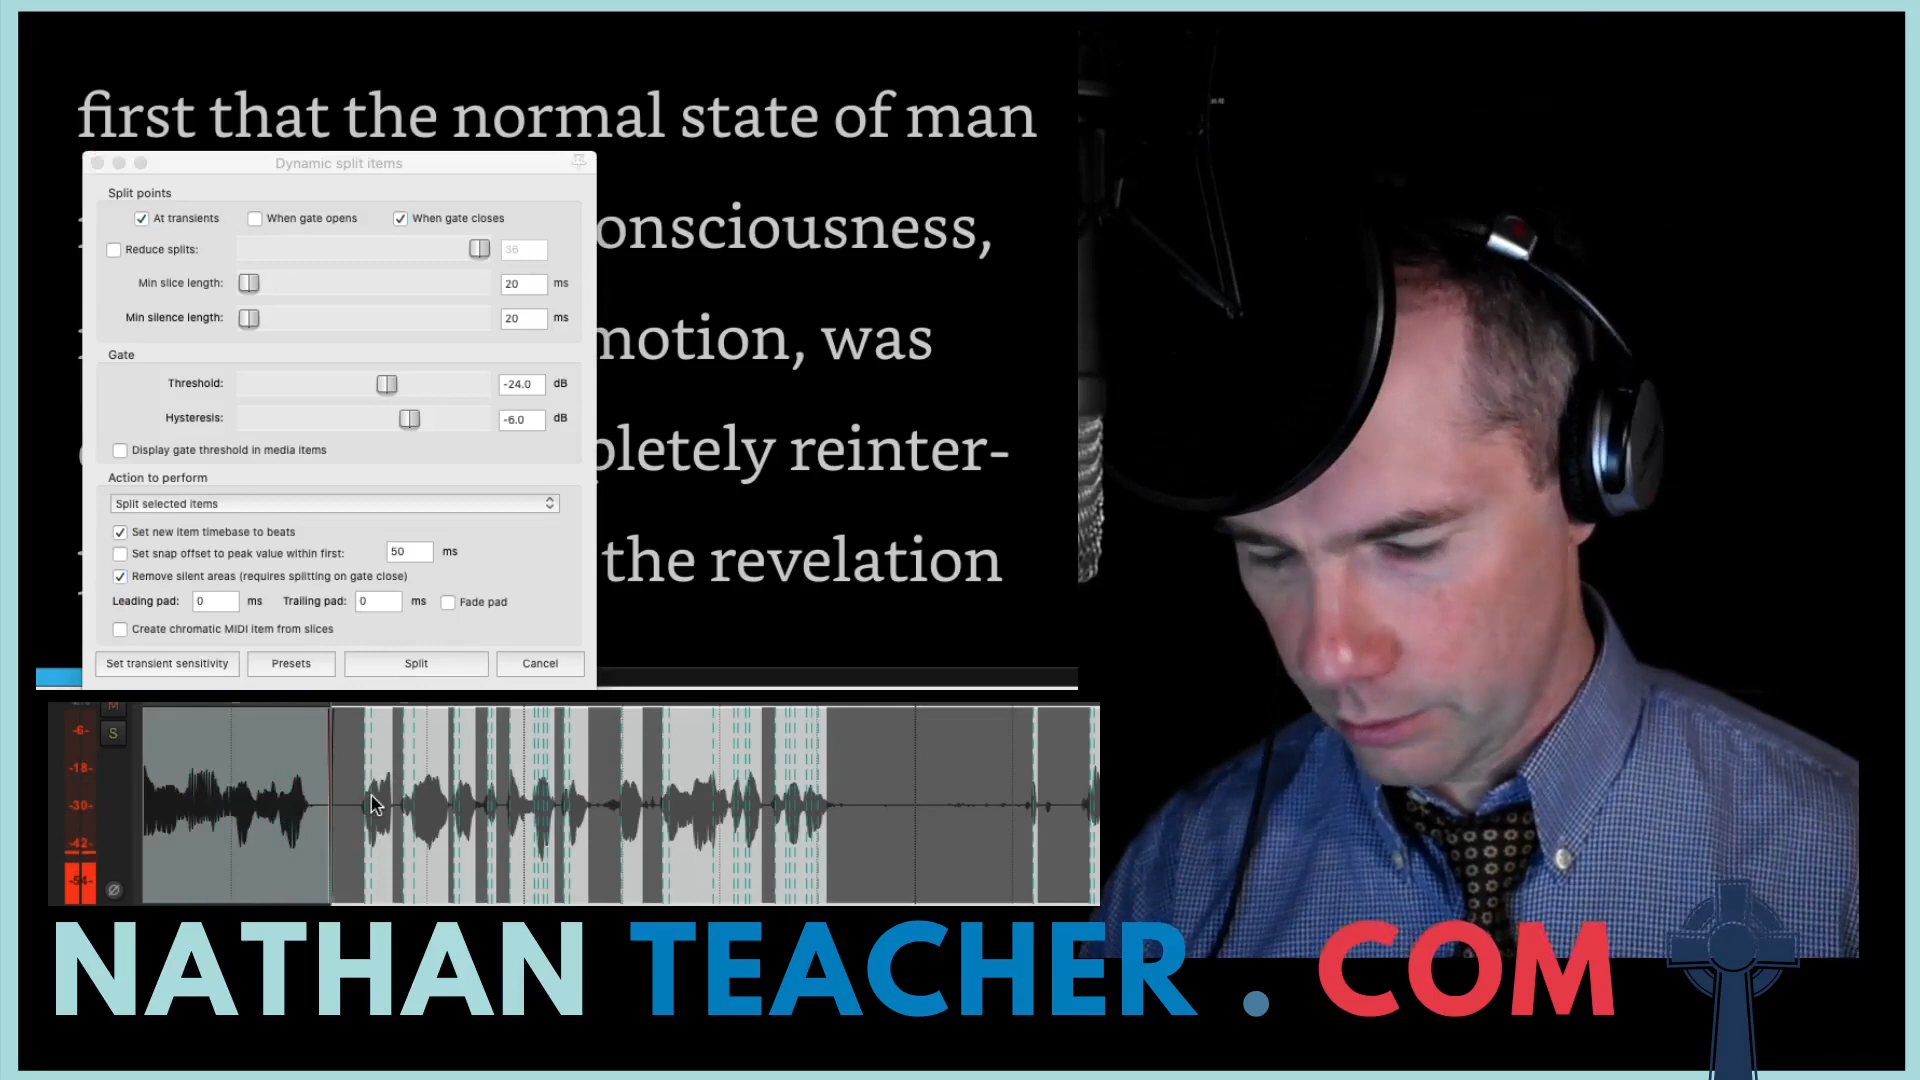 first that the normal state of man
Dynamic split items
Split points
At transients
When gate opens
When gate closes
onsciousness,
Reduce splits:
36
Min slice length:
20
ms
Min silence length:
20
ms
motion, was
Gate
Threshold:
-24.0
dB
Hysteresis:
-6.0
dB
Display gate threshold in media items
pletely reinter-
Action to perform
Split selected items
Set new item timebase to beats
Set snap offset to peak value within first:
50
ms
the revelation
Remove silent areas (requires splitting on gate close)
Leading pad:
0
ms
Trailing pad:
0
ms
Fade pad
Create chromatic MIDI item from slices
Set transient sensitivity
Presets
Split
Cancel
M
-6-
S
-18-
-30-
-42-
-54-
NATHAN TEACHER . COM